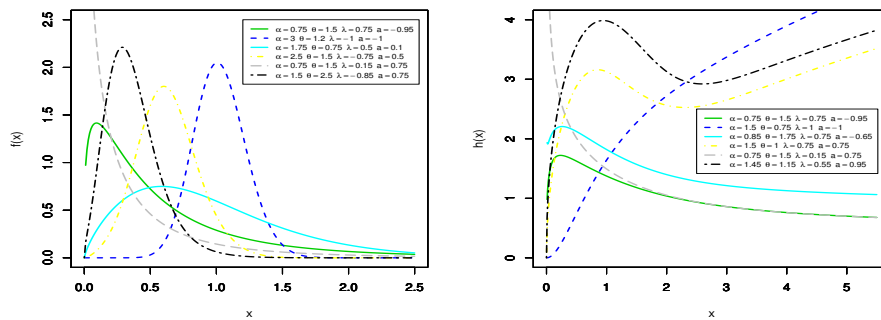 2.5
2.0
1.5
1.0
0.5
0.0
f(x)
α=0.75 θ=1.5 λ=0.75 a=−0.95
α=3 θ=1.2 λ=−1 a=−1
α=1.75 θ=0.75 λ=0.5 a=0.1
α=2.5 θ=1.5 λ=−0.75 a=0.5
α=0.75 θ=1.5 λ=0.15 a=0.75
α=1.5 θ=2.5 λ=−0.85 a=0.75
0.0 0.5 1.0 1.5 2.0 2.5
x
4
3
2
1
0
h(x)
α=0.75 θ=1.5 λ=0.75 a=−0.95
α=1.5 θ=0.75 λ=1 a=−1
α=0.85 θ=1.75 λ=0.75 a=−0.65
α=1.5 θ=1 λ=0.75 a=0.75
α=0.75 θ=1.5 λ=0.15 a=0.75
α=1.45 θ=1.15 λ=0.55 a=0.95
0 1 2 3 4 5
x